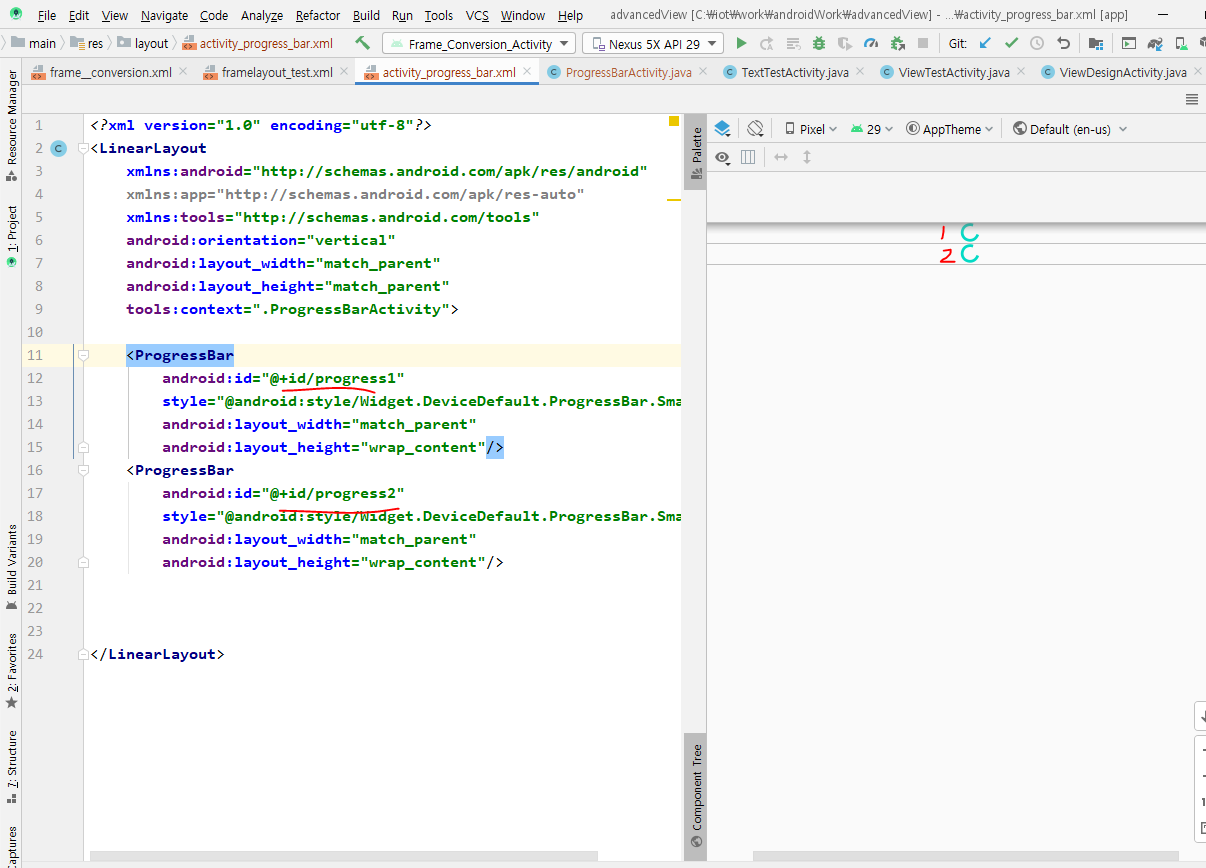 File Edit View Navigate Code Analyze Refactor Build Run Tools VCS Window Help advancedView [C:₩iot₩work₩androidWork₩advancedView] - ...₩activity_progress_bar.xml [app]
main res layout activity_progress_bar.xml Frame_Conversion_Activity Nexus 5X API 29 Git:
frame__conversion.xml framelayout_test.xml activity_progress_bar.xml ProgressBarActivity.java TextTestActivity.java ViewTestActivity.java ViewDesignActivity.java
Resource Manager
1: Project
Build Variants
2: Favorites
7: Structure
Captures
1 <?xml version="1.0" encoding="utf-8"?>
2 C <LinearLayout
3 xmlns:android="http://schemas.android.com/apk/res/android"
4 xmlns:app="http://schemas.android.com/apk/res-auto"
5 xmlns:tools="http://schemas.android.com/tools"
6 android:orientation="vertical"
7 android:layout_width="match_parent"
8 android:layout_height="match_parent"
9 tools:context=".ProgressBarActivity">
10
11 <ProgressBar
12 android:id="@+id/progress1"
13 style="@android:style/Widget.DeviceDefault.ProgressBar.Sma
14 android:layout_width="match_parent"
15 android:layout_height="wrap_content"/>
16 <ProgressBar
17 android:id="@+id/progress2"
18 style="@android:style/Widget.DeviceDefault.ProgressBar.Sma
19 android:layout_width="match_parent"
20 android:layout_height="wrap_content"/>
21
22
23
24 </LinearLayout>
Palette
Component Tree
Pixel 29 AppTheme Default (en-us)
1
2